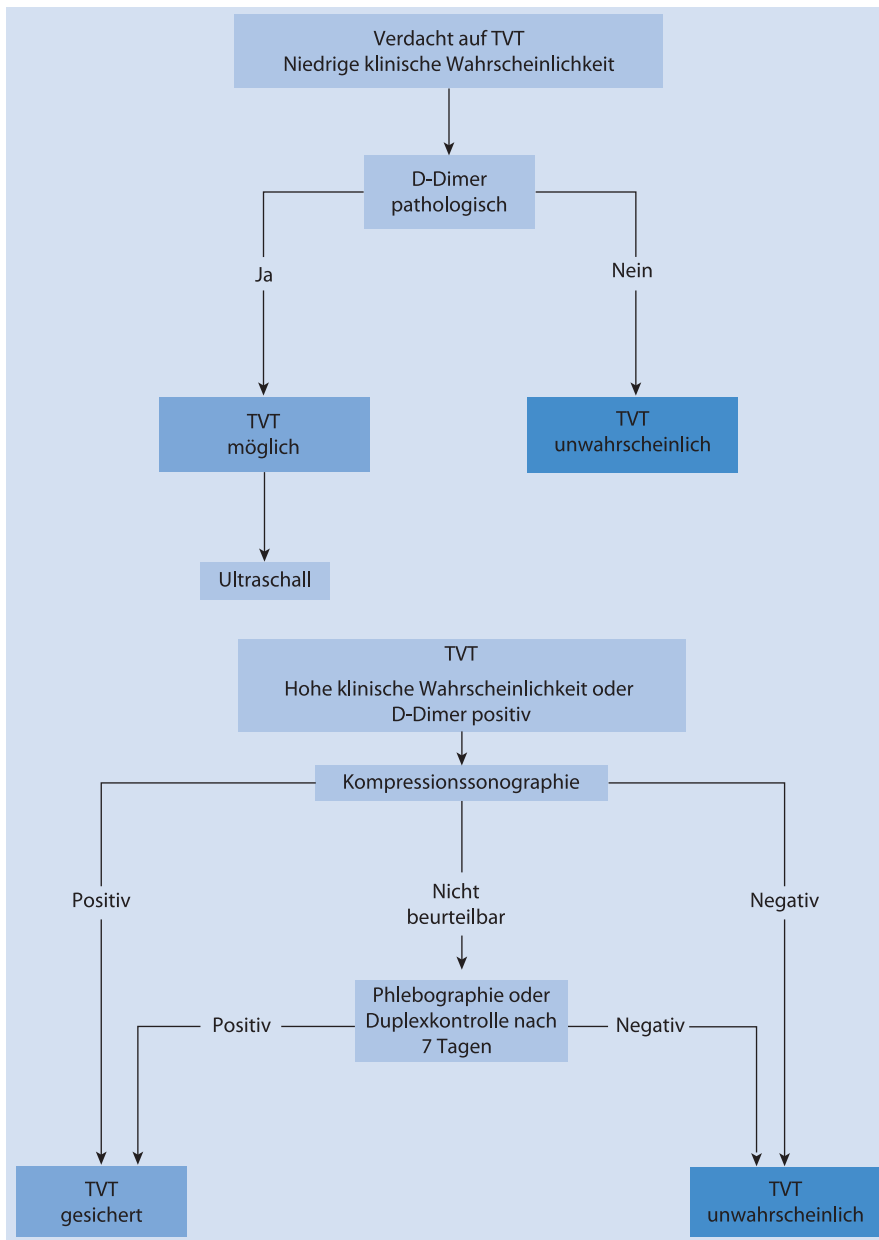 Verdacht auf TVT
Niedrige klinische Wahrscheinlichkeit
D-Dimer
pathologisch
Ja
Nein
TVT
möglich
TVT
unwahrscheinlich
Ultraschall
TVT
Hohe klinische Wahrscheinlichkeit oder
D-Dimer positiv
Kompressionssonographie
Positiv
Nicht
beurteilbar
Negativ
Phlebographie oder
Duplexkontrolle nach
7 Tagen
Positiv
Negativ
TVT
gesichert
TVT
unwahrscheinlich